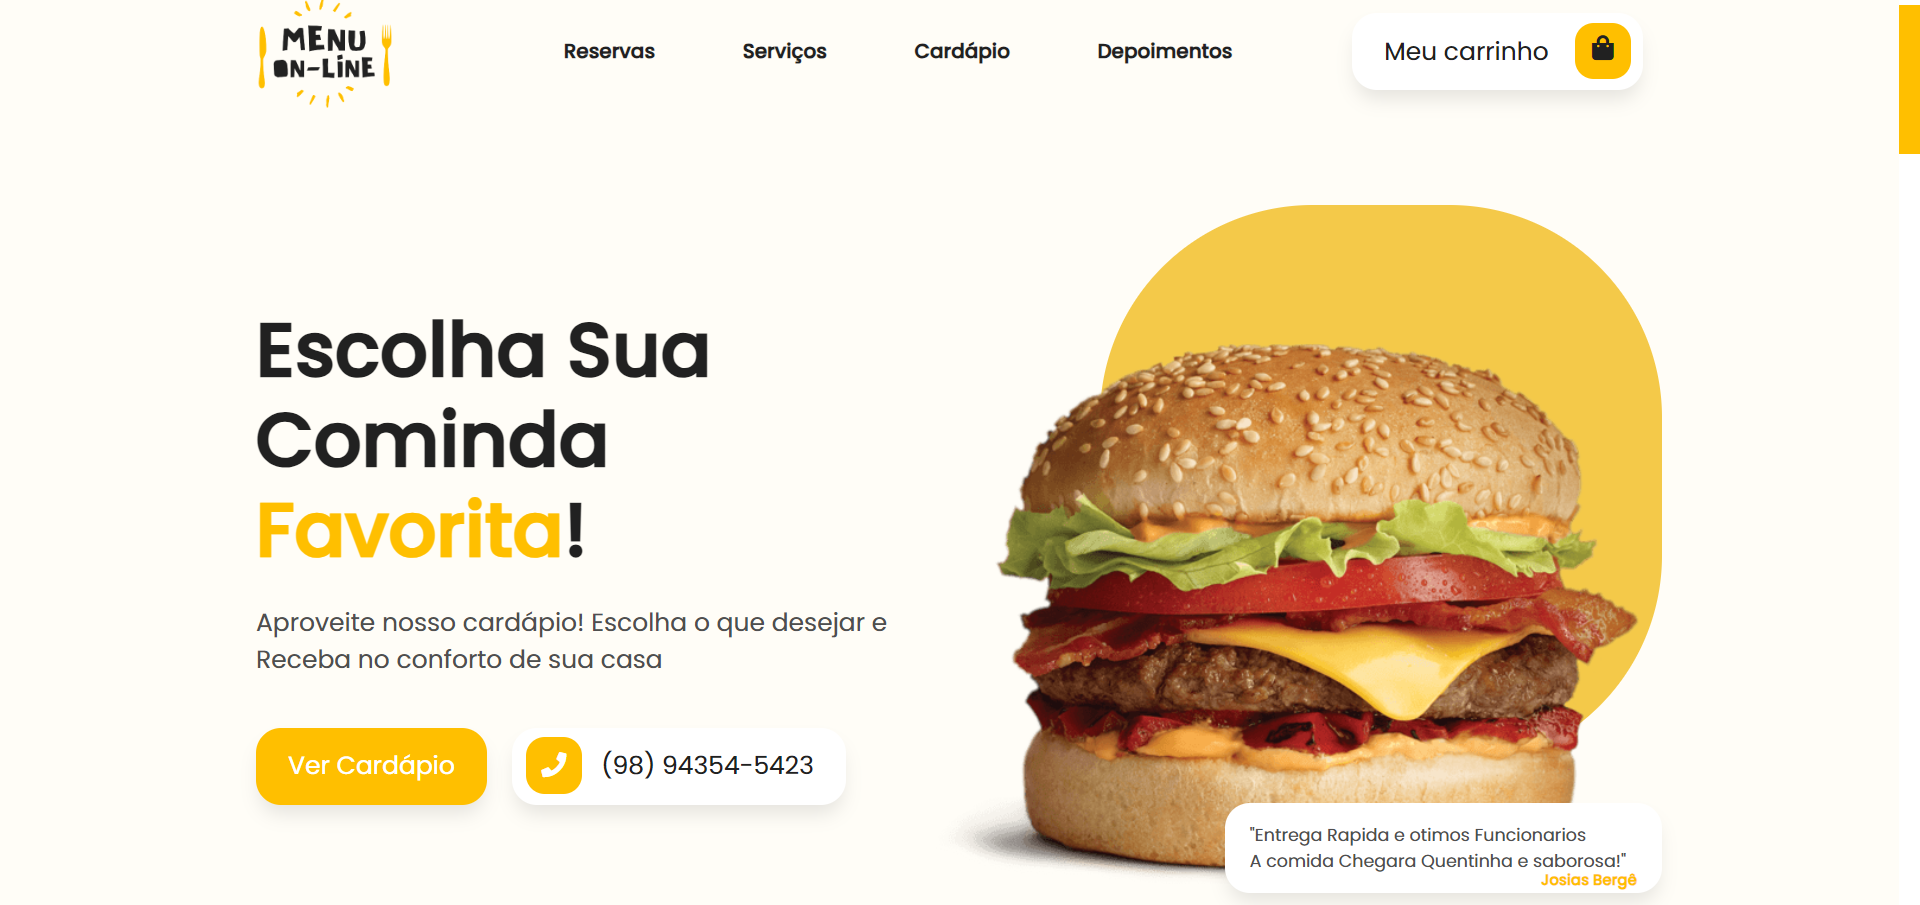 MENU
ON-LINE
Reservas
Serviços
Cardápio
Depoimentos
Meu carrinho
Escolha Sua
Cominda
Favorita!
Aproveite nosso cardápio! Escolha o que desejar e
Receba no conforto de sua casa
Ver Cardápio
(98) 94354-5423
"Entrega Rapida e otimos Funcionarios
A comida Chegara Quentinha e saborosa!"
Josias Bergê